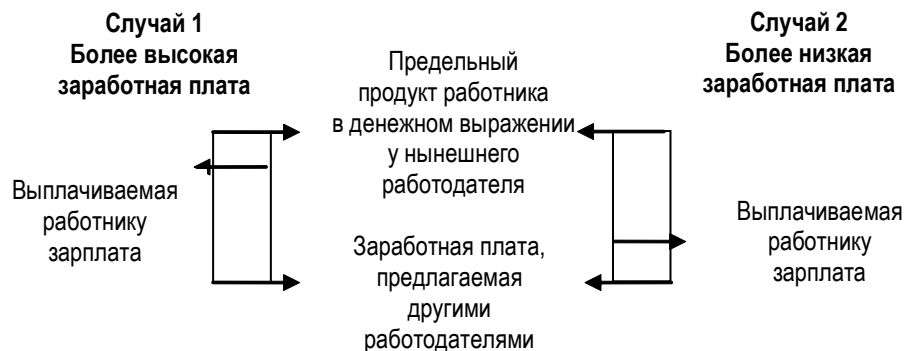 Случай 1
Более высокая
заработная плата
Предельный
продукт работника
в денежном выражении
у нынешнего
работодателя
Случай 2
Более низкая
заработная плата
Выплачиваемая
работнику
зарплата
Заработная плата,
предлагаемая
другими
работодателями
Выплачиваемая
работнику
зарплата